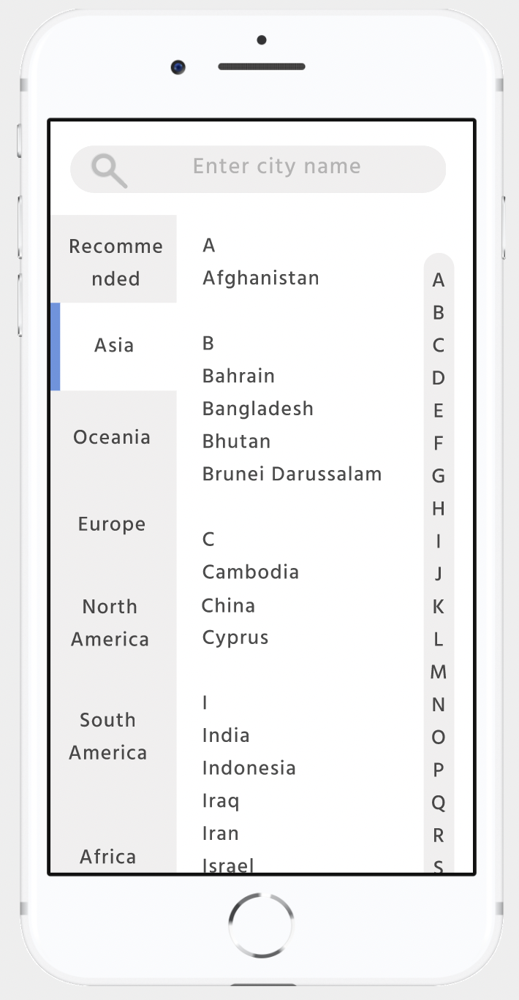 Enter city name
Recomme
nded
Asia
Oceania
Europe
North
America
South
America
Africa
A
Afghanistan
B
Bahrain
Bangladesh
Bhutan
Brunei Darussalam
C
Cambodia
China
Cyprus
I
India
Indonesia
Iraq
Iran
Israel
A
B
C
D
E
F
G
H
I
J
K
L
M
N
O
P
Q
R
S